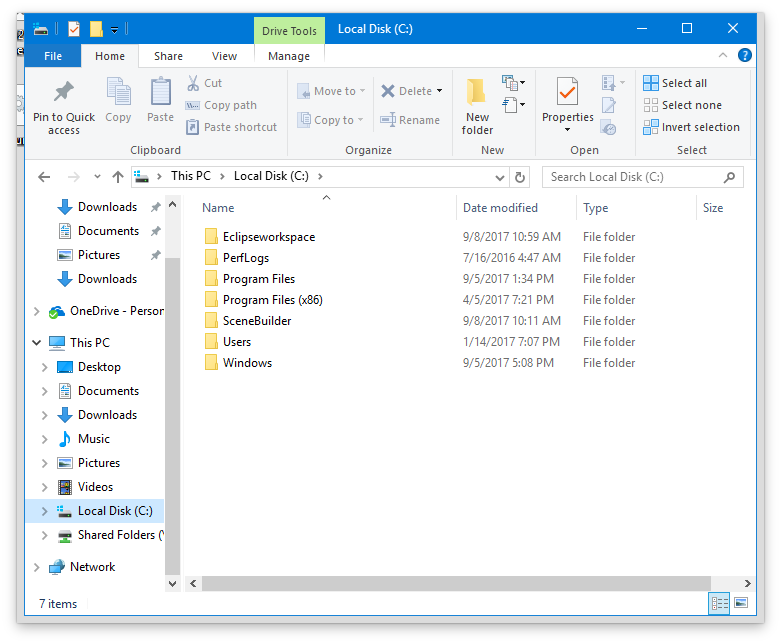 Drive Tools
Local Disk (C:)
File
Home
Share
View
Manage
Pin to Quick access
Copy
Paste
Cut
Copy path
Paste shortcut
Clipboard
Move to
Copy to
Delete
Rename
Organize
New folder
New
Properties
Open
Select all
Select none
Invert selection
Select
This PC > Local Disk (C:) >
Search Local Disk (C:)
Downloads
Documents
Pictures
Downloads
OneDrive - Person
This PC
Desktop
Documents
Downloads
Music
Pictures
Videos
Local Disk (C:)
Shared Folders (\
Network
Name Date modified Type Size
Eclipseworkspace 9/8/2017 10:59 AM File folder
PerfLogs 7/16/2016 4:47 AM File folder
Program Files 9/5/2017 1:34 PM File folder
Program Files (x86) 4/5/2017 7:21 PM File folder
SceneBuilder 9/8/2017 10:11 AM File folder
Users 1/14/2017 7:07 PM File folder
Windows 9/5/2017 5:08 PM File folder
7 items